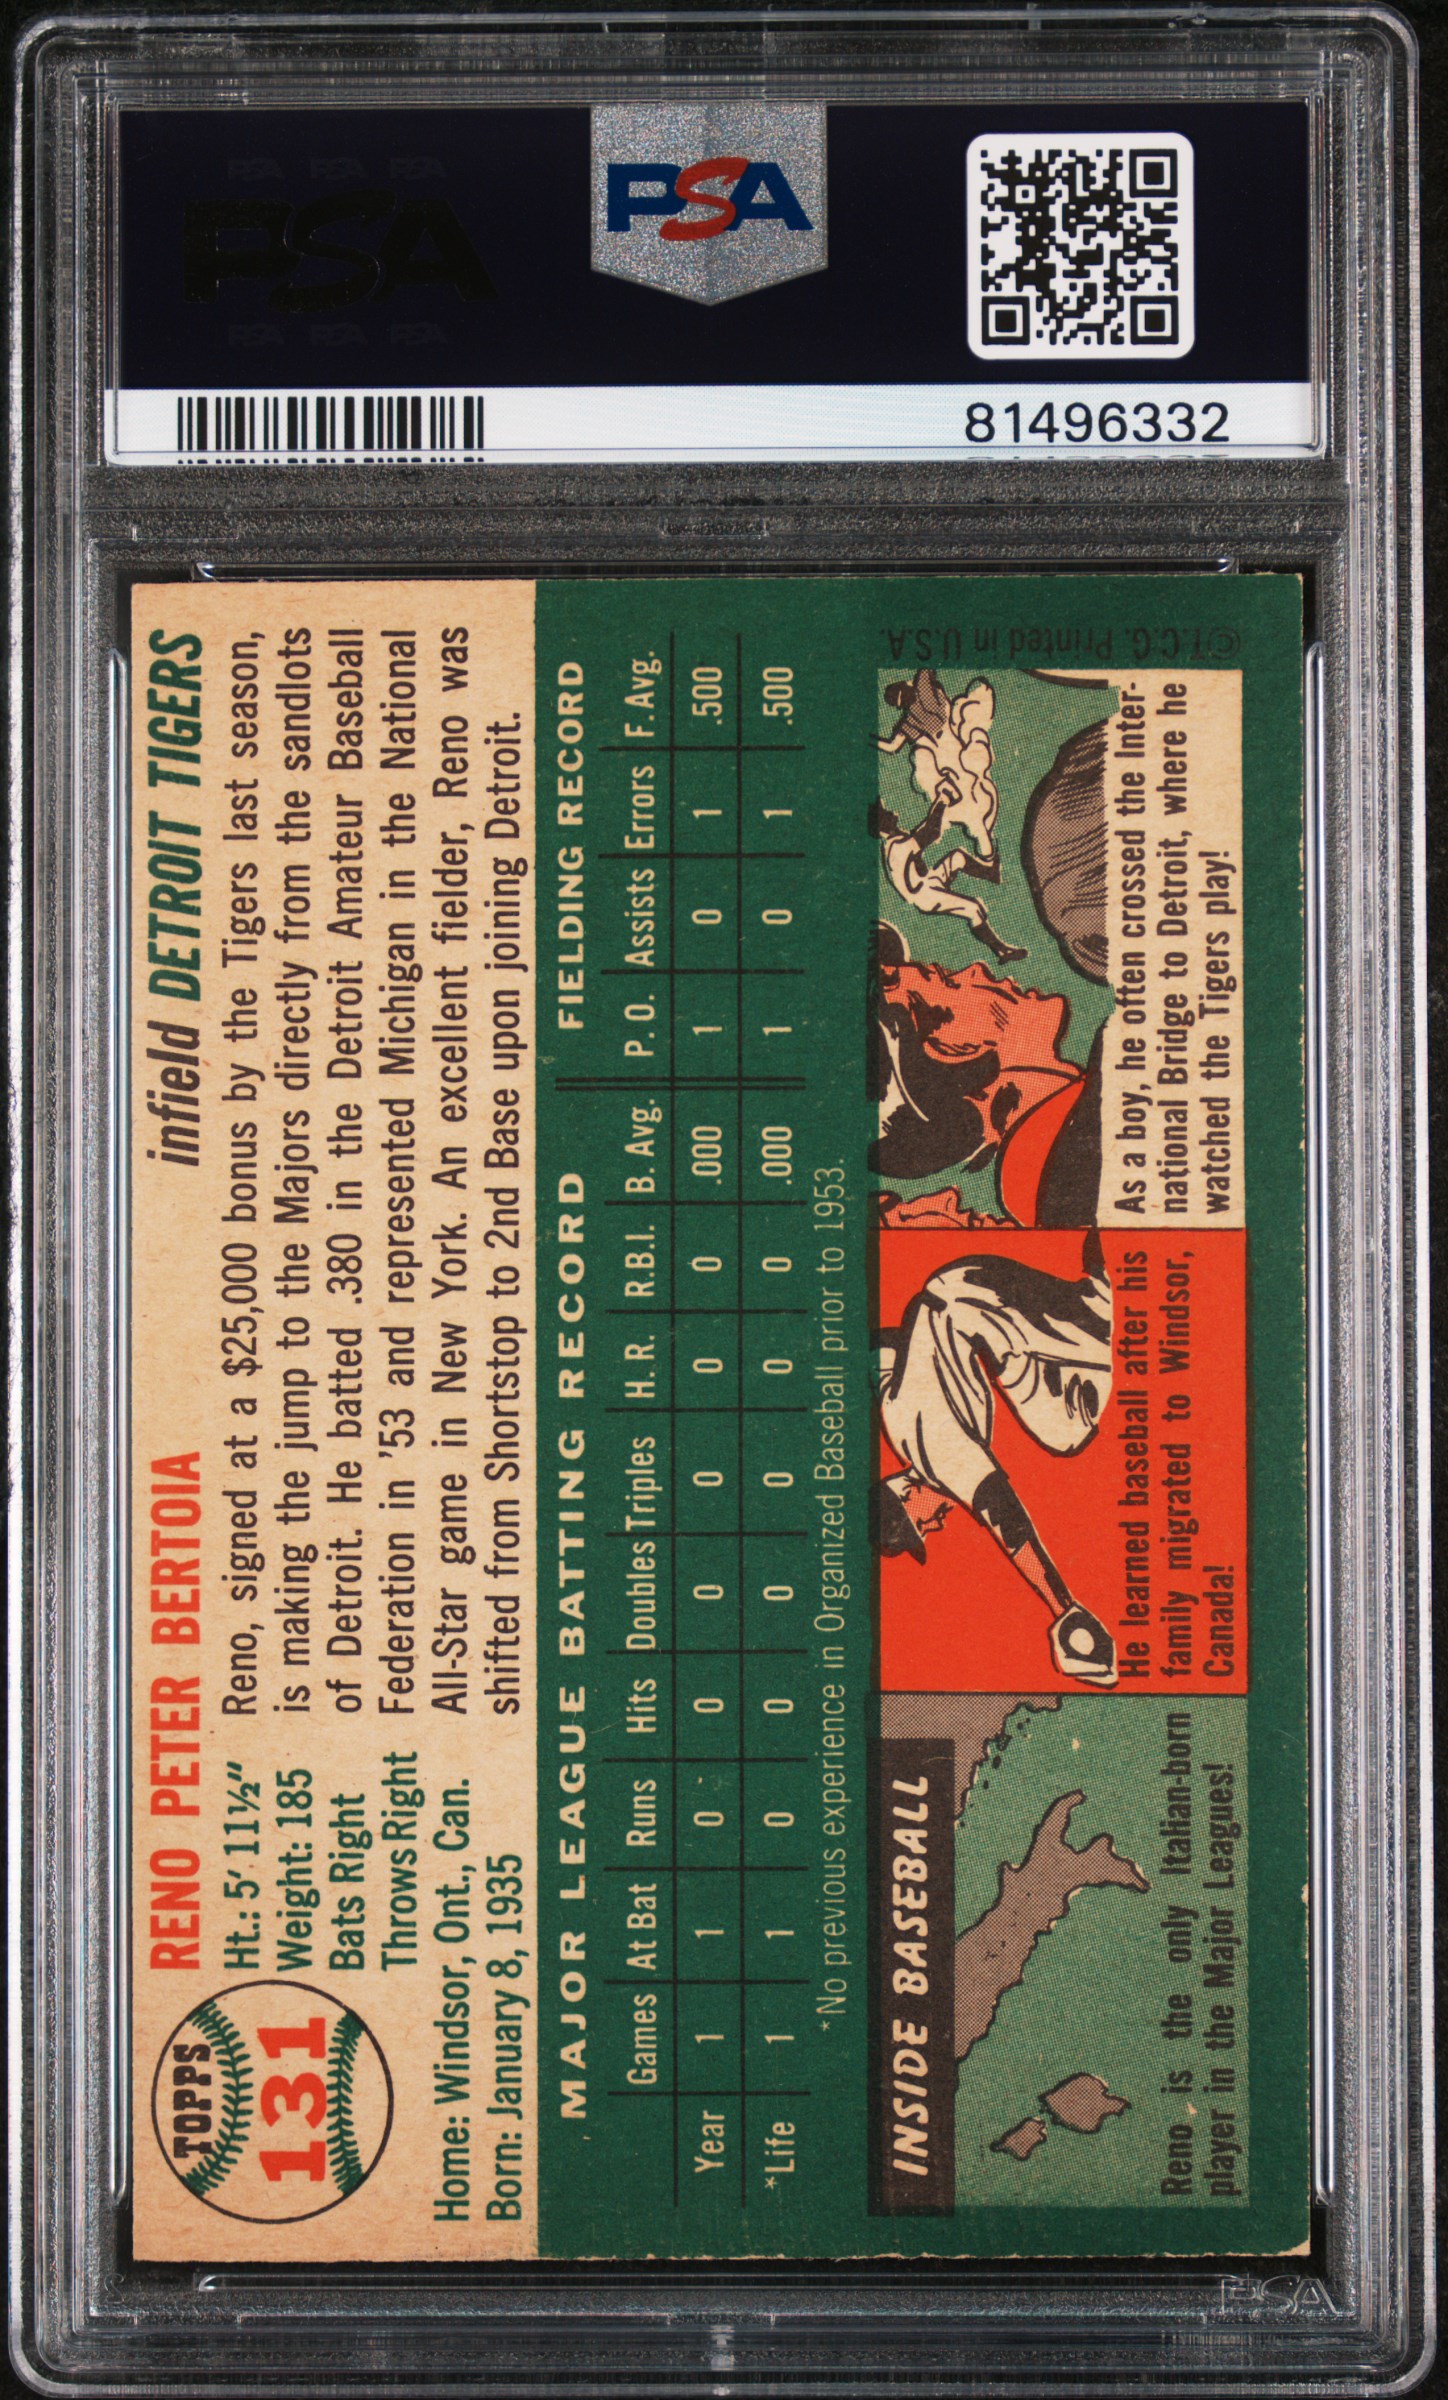 PSA PSA PSA
PSA
PSA PSA PSA
PSA
81496332
TOPPS
131
RENO PETER BERTOIA
infield DETROIT TIGERS
Ht.: 5' 11½"
Weight: 185
Bats Right
Throws Right
Home: Windsor, Ont., Can.
Born: January 8, 1935
Reno, signed at a $25,000 bonus by the Tigers last season,
is making the jump to the Majors directly from the sandlots
of Detroit. He batted .380 in the Detroit Amateur Baseball
Federation in '53 and represented Michigan in the National
All-Star game in New York. An excellent fielder, Reno was
shifted from Shortstop to 2nd Base upon joining Detroit.
MAJOR LEAGUE BATTING RECORD FIELDING RECORD
Games At Bat Runs Hits Doubles Triples H.R. R.B.I. B. Avg. P.O. Assists Errors F. Avg.
Year 1 1 0 0 0 0 0 0 .000 1 0 1 .500
*Life 1 1 0 0 0 0 0 0 .000 1 0 1 .500
*No previous experience in Organized Baseball prior to 1953.
INSIDE BASEBALL
Reno is the only Italian-born
player in the Major Leagues!
He learned baseball after his
family migrated to Windsor,
Canada!
As a boy, he often crossed the Inter-
national Bridge to Detroit, where he
watched the Tigers play!
©T.C.G. Printed in U.S.A.
PSA